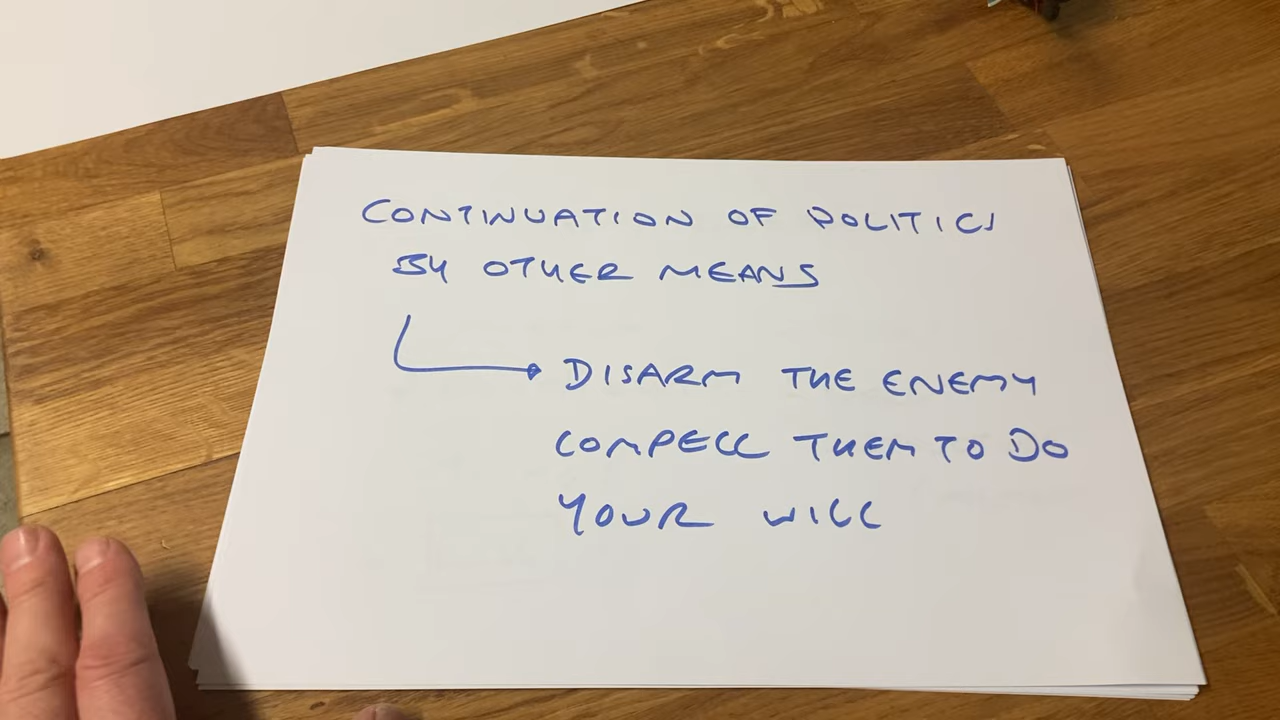 CONTINUATION OF POLITICS
BY OTHER MEANS
DISARM THE ENEMY
COMPELL THEM TO DO
YOUR WILL